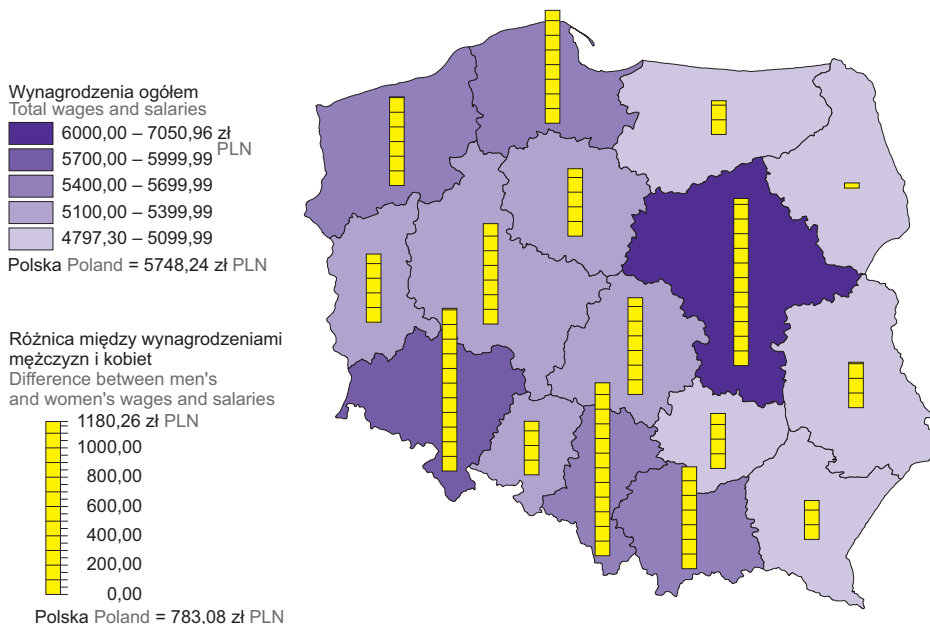 Wynagrodzenia ogółem
Total wages and salaries
6000,00 – 7050,96 zł
PLN
5700,00 – 5999,99
5400,00 – 5699,99
5100,00 – 5399,99
4797,30 – 5099,99
Polska Poland = 5748,24 zł PLN
Różnica między wynagrodzeniami
mężczyzn i kobiet
Difference between men's
and women's wages and salaries
1180,26 zł PLN
1000,00
800,00
600,00
400,00
200,00
0,00
Polska Poland = 783,08 zł PLN